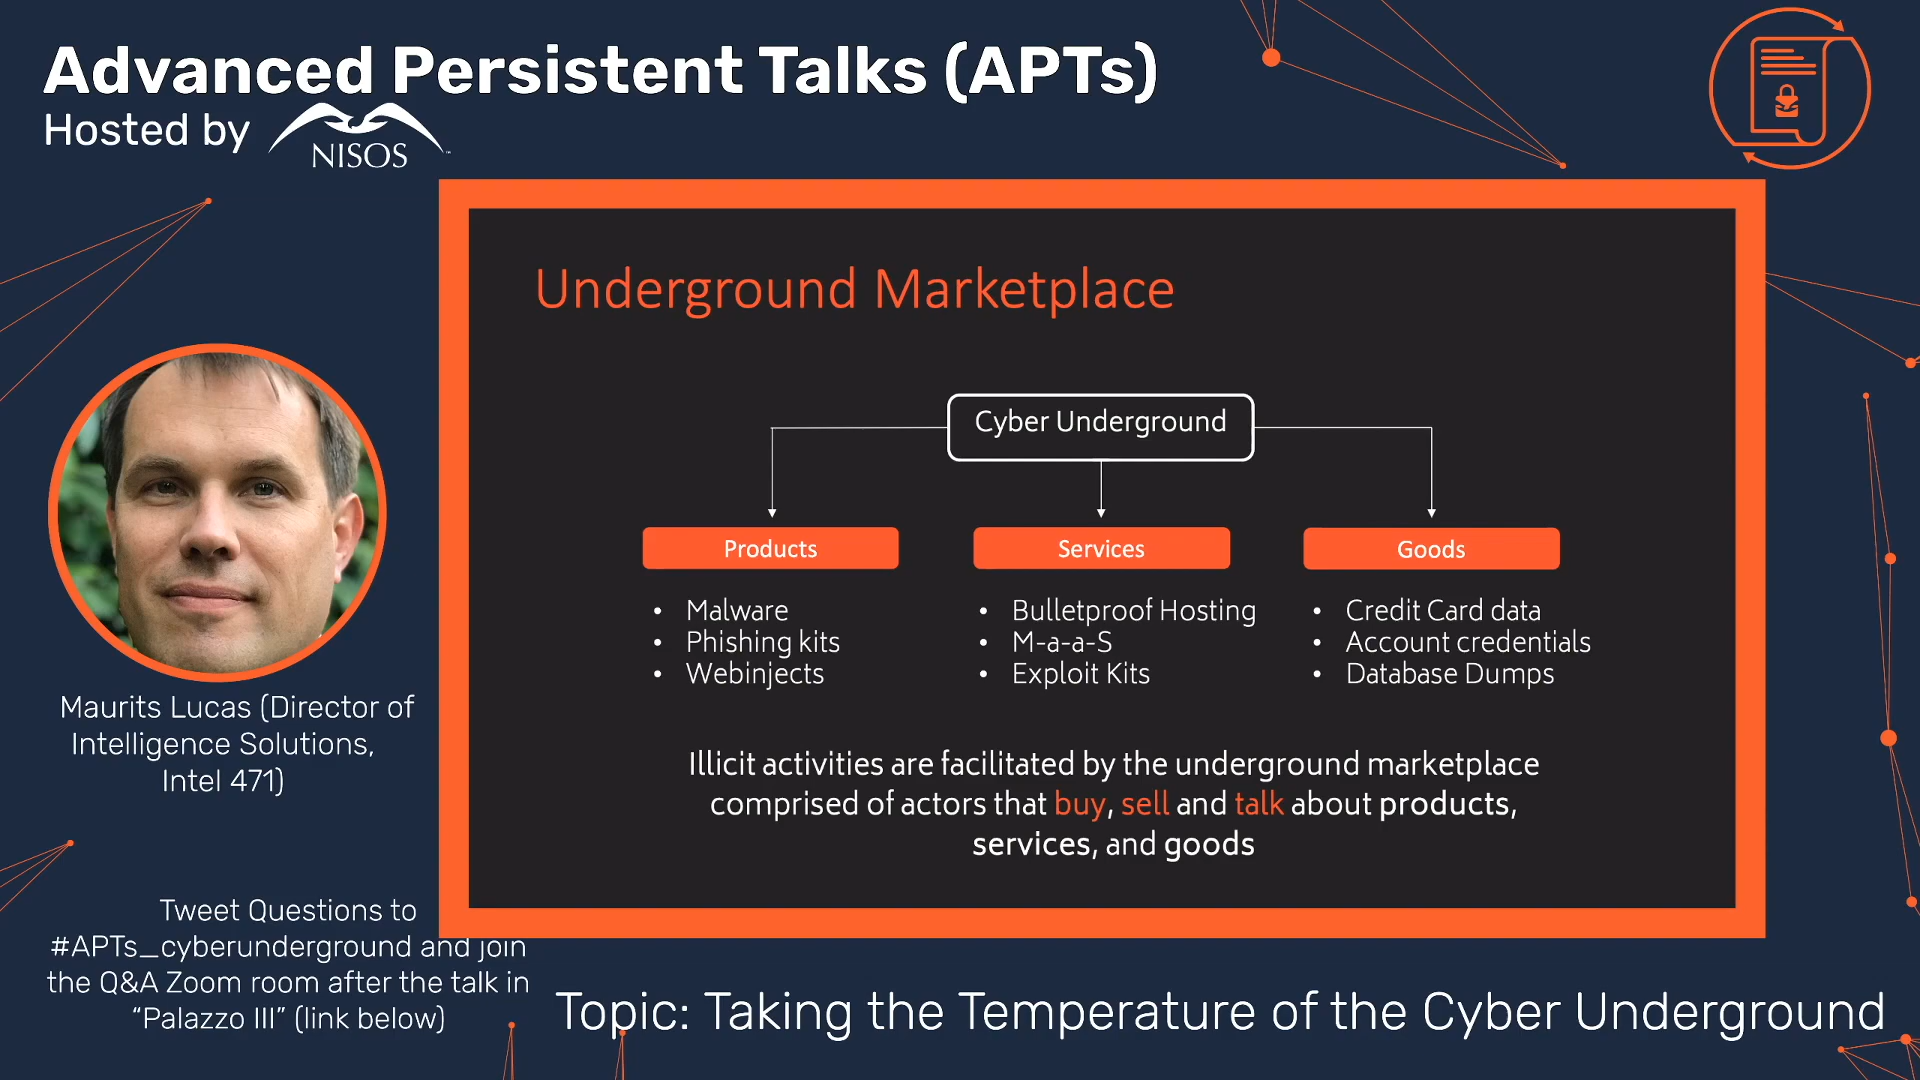 Advanced Persistent Talks (APTs)
Hosted by
NISOS™
Underground Marketplace
Cyber Underground
Products
• Malware
• Phishing kits
• Webinjects
Services
• Bulletproof Hosting
• M-a-a-S
• Exploit Kits
Goods
• Credit Card data
• Account credentials
• Database Dumps
Illicit activities are facilitated by the underground marketplace
comprised of actors that buy, sell and talk about products,
services, and goods
Maurits Lucas (Director of
Intelligence Solutions,
Intel 471)
Tweet Questions to
#APTs_cyberunderground and join
the Q&A Zoom room after the talk in
“Palazzo III” (link below)
Topic: Taking the Temperature of the Cyber Underground